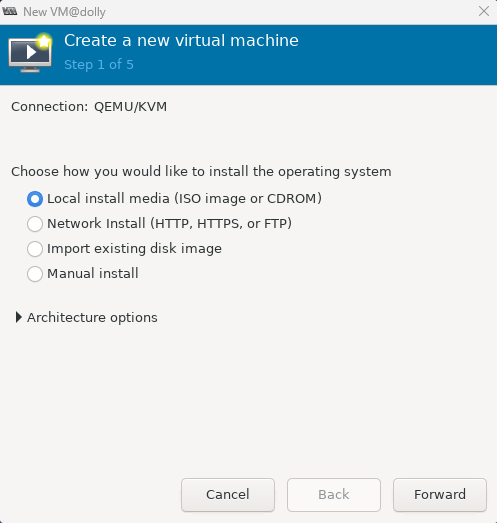 New VM@dolly
Create a new virtual machine
Step 1 of 5
Connection: QEMU/KVM
Choose how you would like to install the operating system
Local install media (ISO image or CDROM)
Network Install (HTTP, HTTPS, or FTP)
Import existing disk image
Manual install
Architecture options
Cancel
Back
Forward